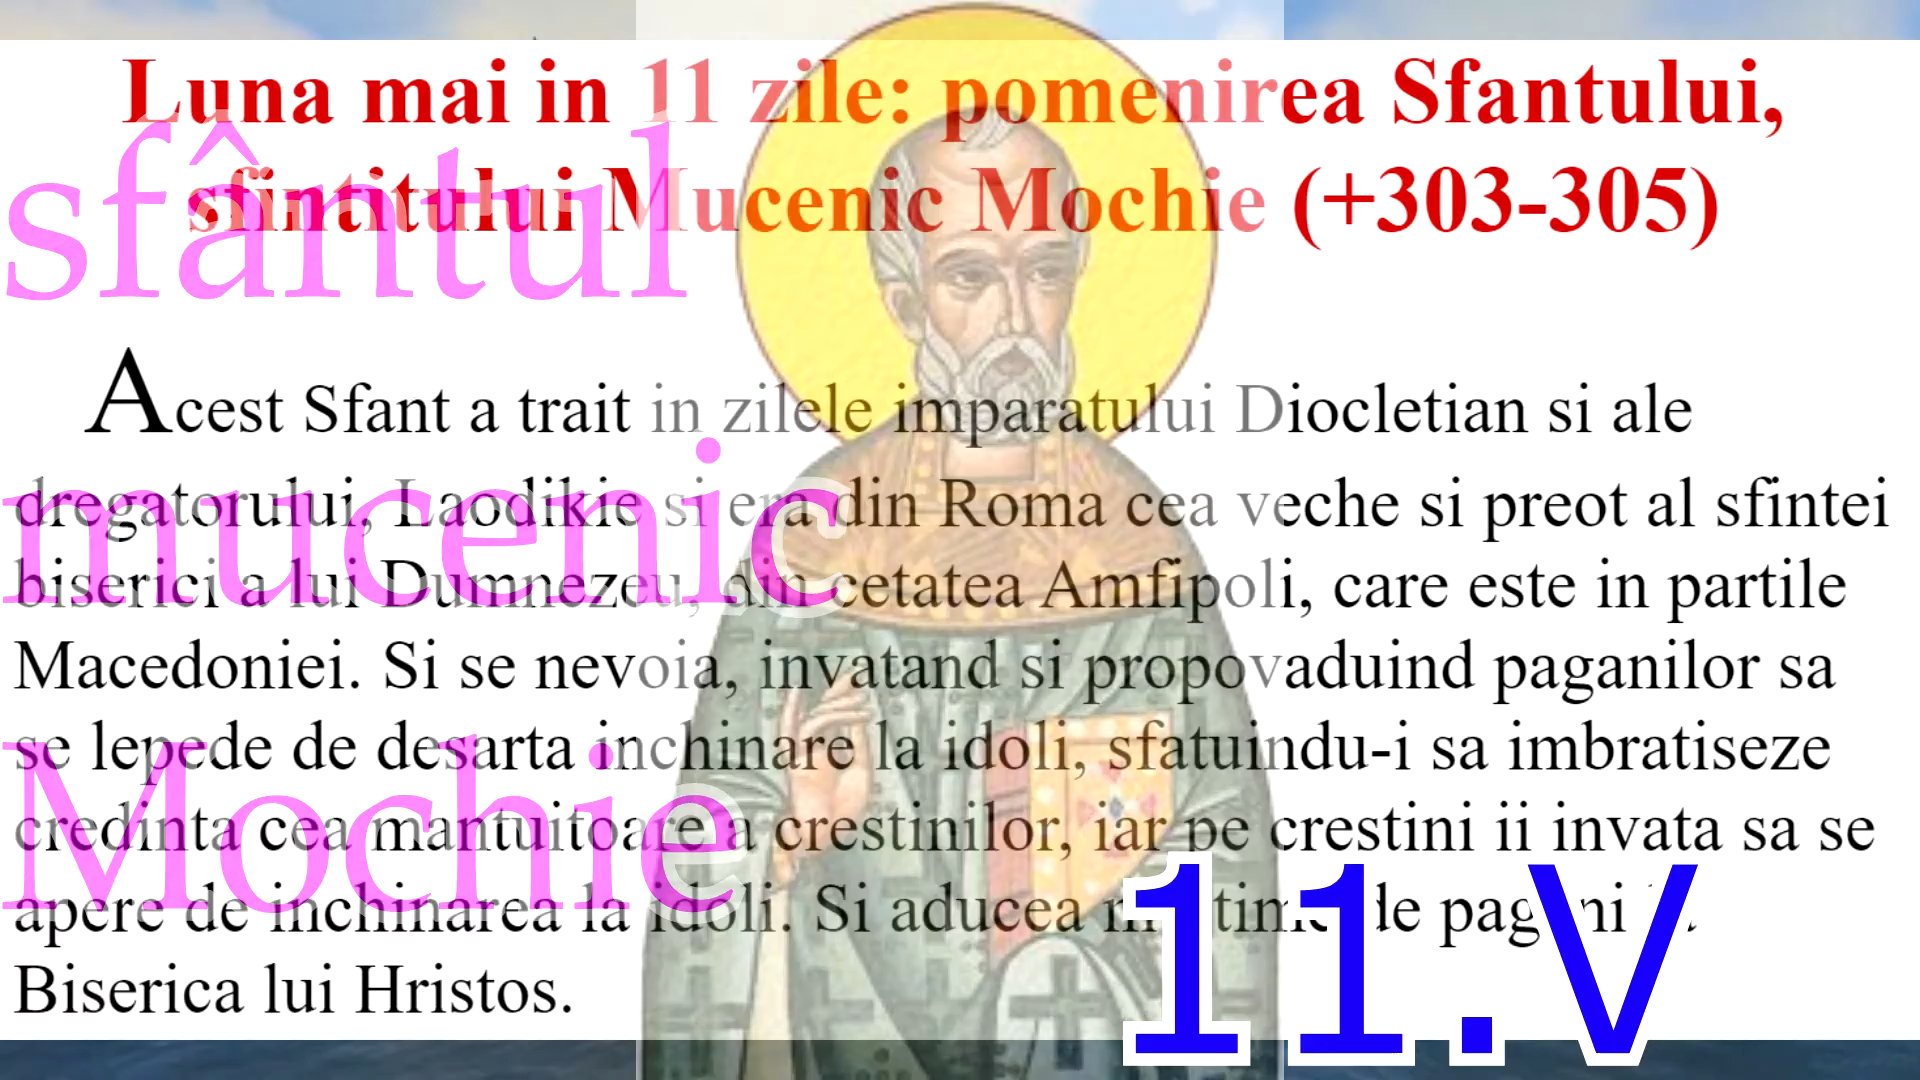 Luna mai in 11 zile: pomenirea Sfantului,
sfintitului Mucenic Mochie (+303-305)
sfântul
Acest Sfant a trait in zilele imparatului Diocletian si ale
dregatorului, Laodikie si era din Roma cea veche si preot al sfintei
mucenic
biserici a lui Dumnezeu, din cetatea Amfipoli, care este in partile
Macedoniei. Si se nevoia, invatand si propovaduind paganilor sa
se lepede de desarta inchinare la idoli, sfatuindu-i sa imbratiseze
Mochie
credinta cea mantuitoare a crestinilor, iar pe crestini ii invata sa se
apere de inchinarea la idoli. Si aducea de
Biserica lui Hristos.
11.V